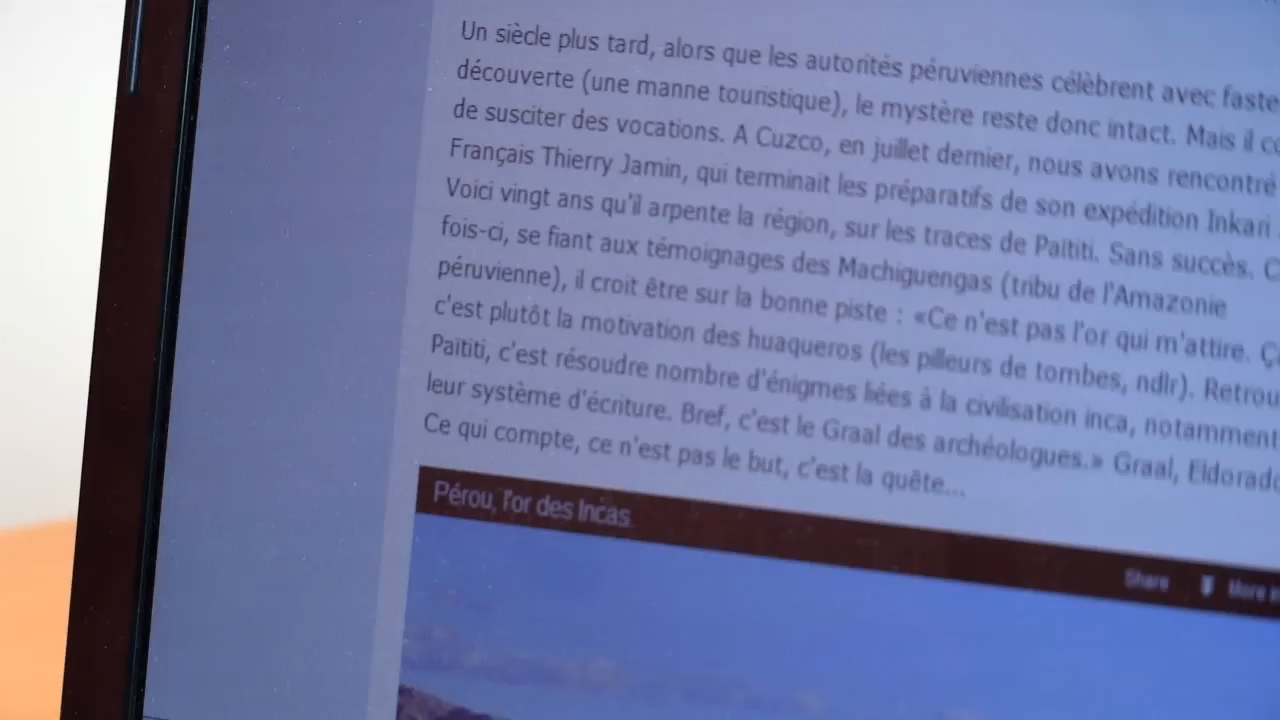 Un siècle plus tard, alors que les autorités péruviennes célèbrent avec faste
découverte (une manne touristique), le mystère reste donc intact. Mais il
de susciter des vocations. A Cuzco, en juillet dernier, nous avons rencontré
Français Thierry Jamin, qui terminait les préparatifs de son expédition Inkari
Voici vingt ans qu'il arpente la région, sur les traces de Païtiti. Sans succès.
fois-ci, se fiant aux témoignages des Machiguengas (tribu de l'Amazonie
péruvienne), il croit être sur la bonne piste : «Ce n'est pas l'or qui m'attire.
c'est plutôt la motivation des huaqueros (les pilleurs de tombes, ndlr). Retrou
Païtiti, c'est résoudre nombre d'énigmes liées à la civilisation inca, notamment
leur système d'écriture. Bref, c'est le Graal des archéologues.» Graal, Eldorado
Ce qui compte, ce n'est pas le but, c'est la quête...
Pérou, l'or des Incas
Share More